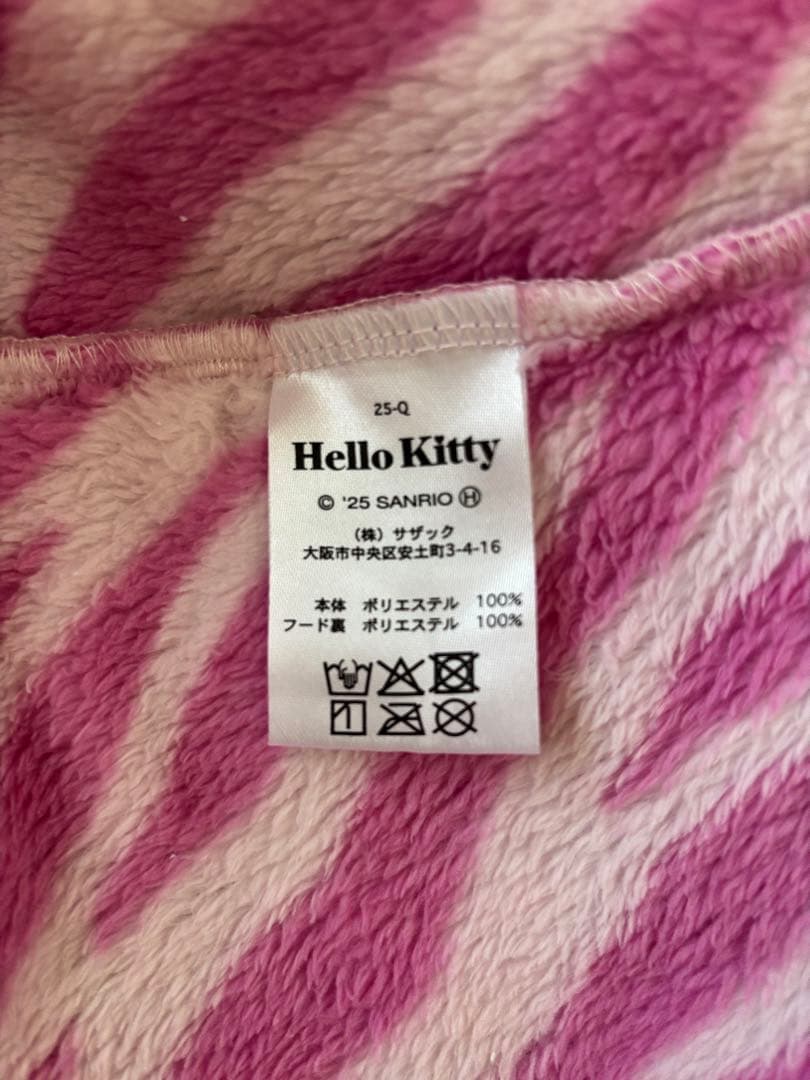 25-Q
Hello Kitty
© '25 SANRIO Ⓗ
(株) サザック
大阪市中央区安土町3-4-16
本体 ポリエステル 100%
フード裏 ポリエステル 100%